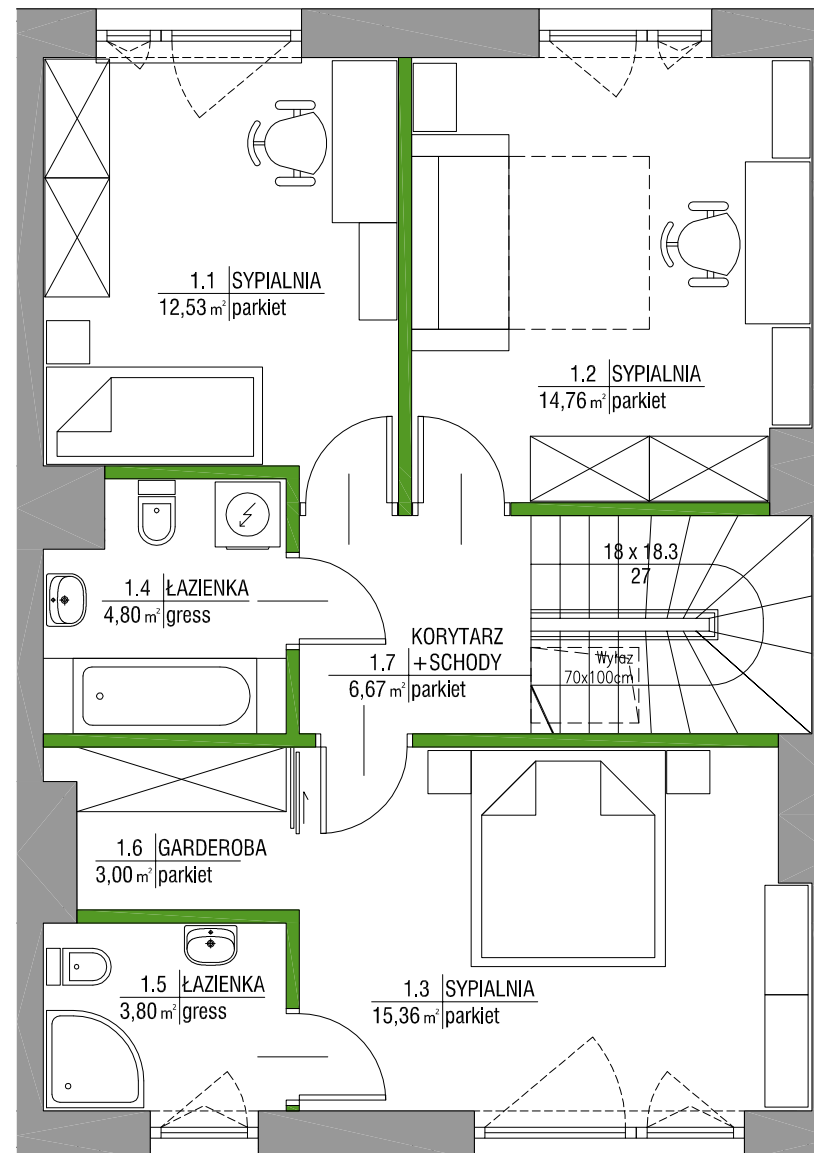 1.1 SYPIALNIA
12,53 m² parkiet
1.2 SYPIALNIA
14,76 m² parkiet
18 x 18.3
27
1.4 ŁAZIENKA
4,80 m² gress
KORYTARZ
1.7 +SCHODY
6,67 m² parkiet
Wyłaz
70x100cm
1.6 GARDEROBA
3,00 m² parkiet
1.5 ŁAZIENKA
3,80 m² gress
1.3 SYPIALNIA
15,36 m² parkiet